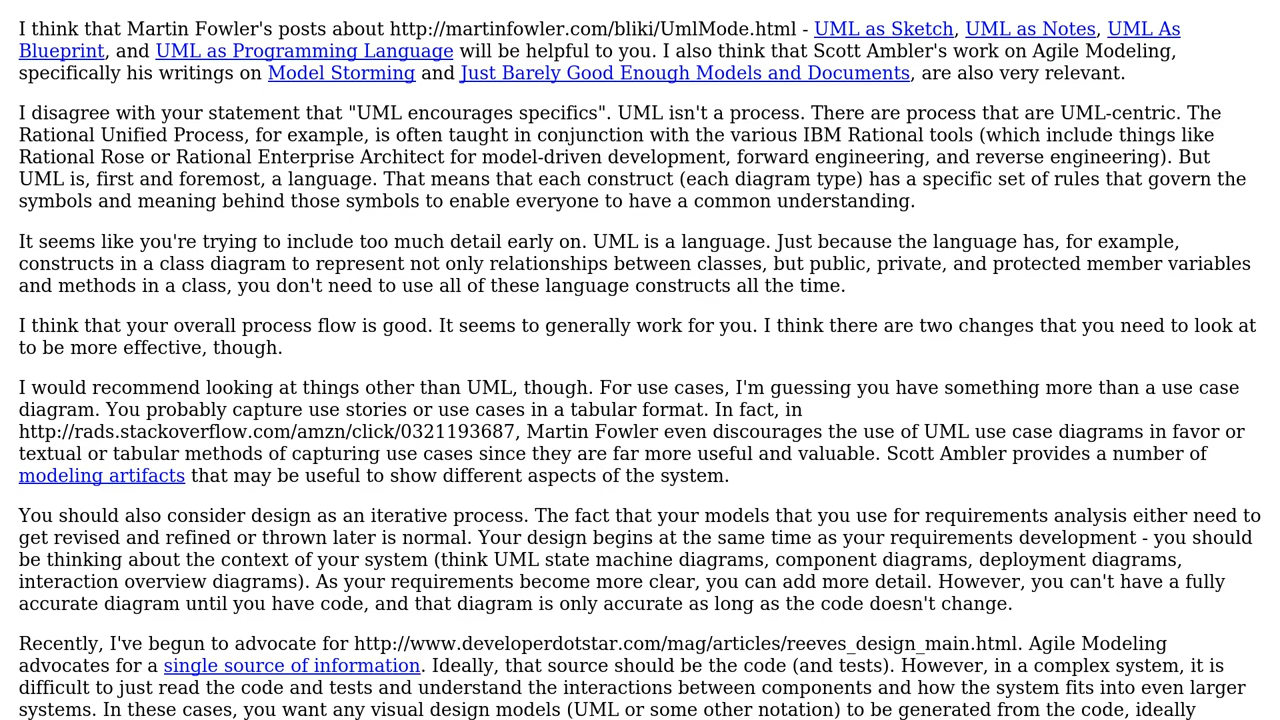 I think that Martin Fowler's posts about http://martinfowler.com/bliki/UmlMode.html - UML as Sketch, UML as Notes, UML As
Blueprint, and UML as Programming Language will be helpful to you. I also think that Scott Ambler's work on Agile Modeling,
specifically his writings on Model Storming and Just Barely Good Enough Models and Documents, are also very relevant.
I disagree with your statement that "UML encourages specifics". UML isn't a process. There are process that are UML-centric. The
Rational Unified Process, for example, is often taught in conjunction with the various IBM Rational tools (which include things like
Rational Rose or Rational Enterprise Architect for model-driven development, forward engineering, and reverse engineering). But
UML is, first and foremost, a language. That means that each construct (each diagram type) has a specific set of rules that govern the
symbols and meaning behind those symbols to enable everyone to have a common understanding.
It seems like you're trying to include too much detail early on. UML is a language. Just because the language has, for example,
constructs in a class diagram to represent not only relationships between classes, but public, private, and protected member variables
and methods in a class, you don't need to use all of these language constructs all the time.
I think that your overall process flow is good. It seems to generally work for you. I think there are two changes that you need to look at
to be more effective, though.
I would recommend looking at things other than UML, though. For use cases, I'm guessing you have something more than a use case
diagram. You probably capture use stories or use cases in a tabular format. In fact, in
http://rads.stackoverflow.com/amzn/click/0321193687, Martin Fowler even discourages the use of UML use case diagrams in favor or
textual or tabular methods of capturing use cases since they are far more useful and valuable. Scott Ambler provides a number of
modeling artifacts that may be useful to show different aspects of the system.
You should also consider design as an iterative process. The fact that your models that you use for requirements analysis either need to
get revised and refined or thrown later is normal. Your design begins at the same time as your requirements development - you should
be thinking about the context of your system (think UML state machine diagrams, component diagrams, deployment diagrams,
interaction overview diagrams). As your requirements become more clear, you can add more detail. However, you can't have a fully
accurate diagram until you have code, and that diagram is only accurate as long as the code doesn't change.
Recently, I've begun to advocate for http://www.developerdotstar.com/mag/articles/reeves_design_main.html. Agile Modeling
advocates for a single source of information. Ideally, that source should be the code (and tests). However, in a complex system, it is
difficult to just read the code and tests and understand the interactions between components and how the system fits into even larger
systems. In these cases, you want any visual design models (UML or some other notation) to be generated from the code, ideally